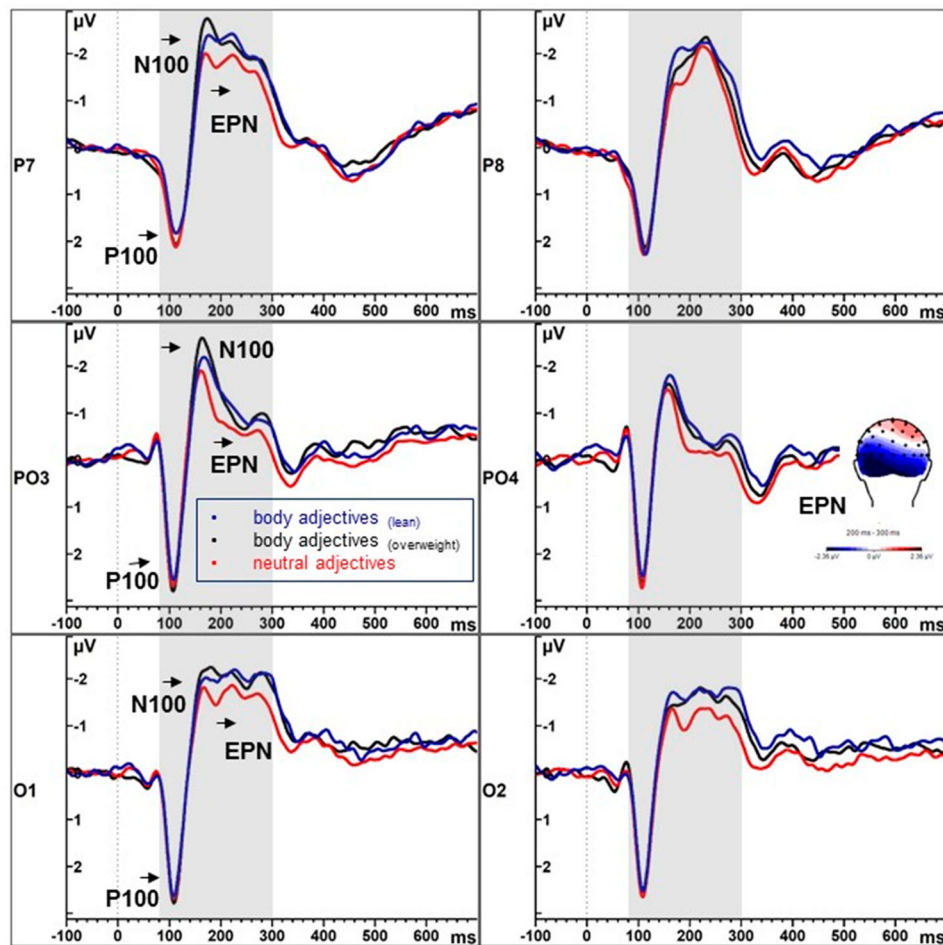 µV
-2
-1
0
1
2
P7
N100
EPN
P100
-100 0 100 200 300 400 500 600 ms
µV
-2
-1
0
1
2
P8
-100 0 100 200 300 400 500 600 ms
µV
-2
-1
0
1
2
PO3
N100
EPN
P100
body adjectives (lean)
body adjectives (overweight)
neutral adjectives
-100 0 100 200 300 400 500 600 ms
µV
-2
-1
0
1
2
PO4
EPN
200 ms - 300 ms
-2.36 µV 0 µV 2.36 µV
-100 0 100 200 300 400 500 600 ms
µV
-2
-1
0
1
2
O1
N100
EPN
P100
-100 0 100 200 300 400 500 600 ms
µV
-2
-1
0
1
2
O2
-100 0 100 200 300 400 500 600 ms